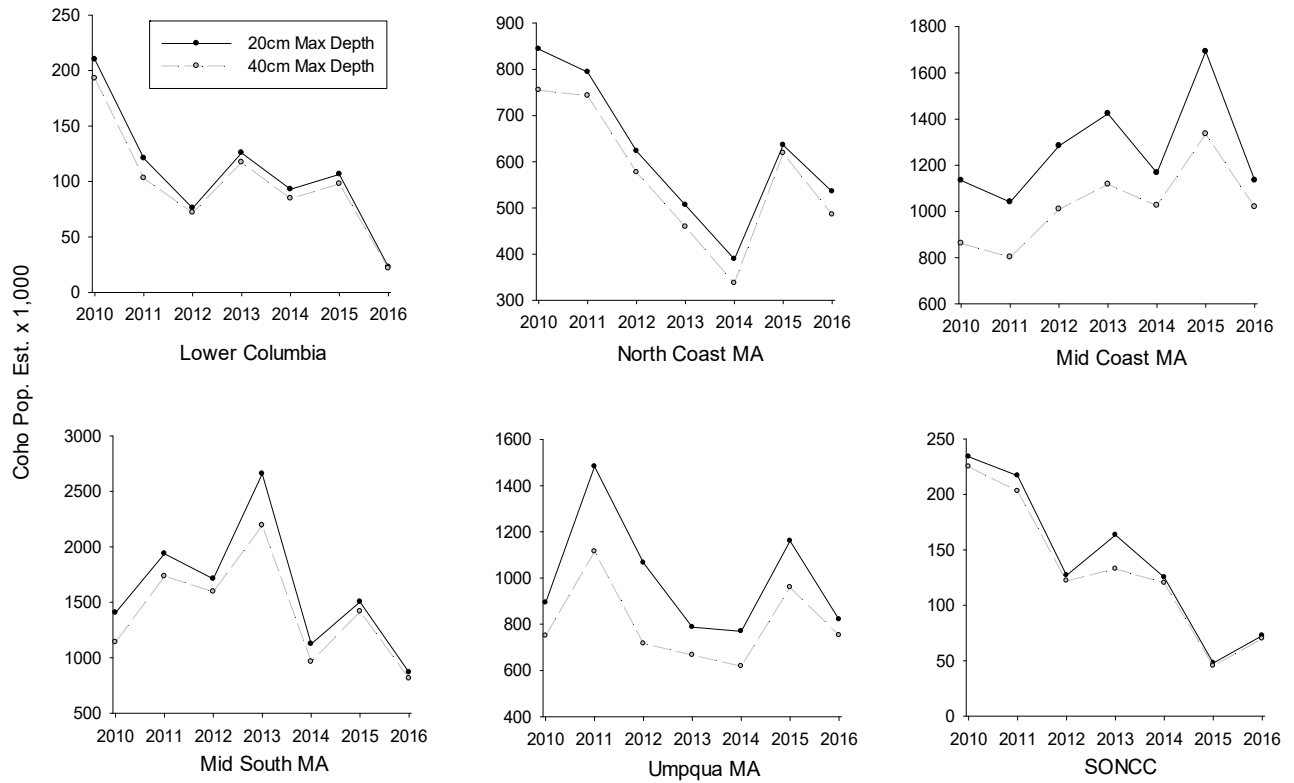 Coho Pop. Est. x 1,000
250
200
150
100
50
0
20cm Max Depth
40cm Max Depth
2010 2011 2012 2013 2014 2015 2016
Lower Columbia
900
800
700
600
500
400
300
2010 2011 2012 2013 2014 2015 2016
North Coast MA
1800
1600
1400
1200
1000
800
600
2010 2011 2012 2013 2014 2015 2016
Mid Coast MA
3000
2500
2000
1500
1000
500
2010 2011 2012 2013 2014 2015 2016
Mid South MA
1600
1400
1200
1000
800
600
400
2010 2011 2012 2013 2014 2015 2016
Umpqua MA
250
200
150
100
50
0
2010 2011 2012 2013 2014 2015 2016
SONCC